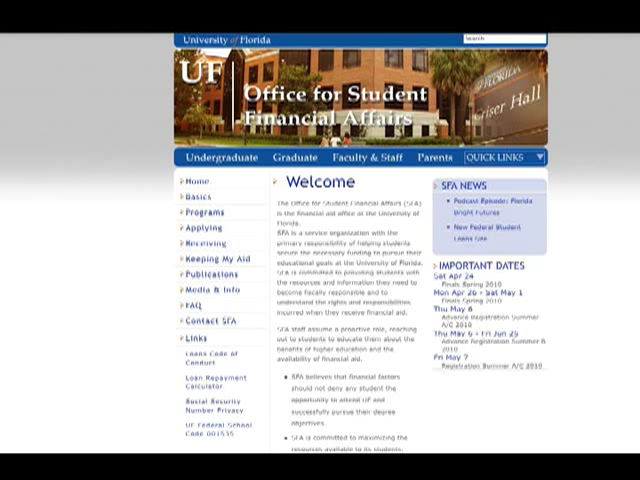 University of Florida
Search
UF
Office for Student
Financial Affairs
FLORIDA
Criser Hall
Undergraduate Graduate Faculty & Staff Parents QUICK LINKS
Home
Basics
Programs
Applying
Receiving
Keeping My Aid
Publications
Media & Info
FAQ
Contact SFA
Links
Loans Code of
Conduct
Loan Repayment
Calculator
Social Security
Number Privacy
UF Federal School
Code 001535
Welcome
The Office for Student Financial Affairs (SFA)
is the financial aid office at the University of
Florida.
SFA is a service organization with the
primary responsibility of helping students
secure the necessary funding to pursue their
educational goals at the University of Florida.
SFA is committed to providing students with
the resources and information they need to
become fiscally responsible and to
understand the rights and responsibilities
incurred when they receive financial aid.
SFA staff assume a proactive role, reaching
out to students to educate them about the
benefits of higher education and the
availability of financial aid.
SFA believes that financial factors
should not deny any student the
opportunity to attend UF and
successfully pursue their degree
objectives.
SFA is committed to maximizing the
resources available to its students,
SFA NEWS
Podcast Episode: Florida
Bright Futures
New Federal Student
Loans Site
IMPORTANT DATES
Sat Apr 24
Finals Spring 2010
Mon Apr 26 - Sat May 1
Finals Spring 2010
Thu May 6
Advance Registration Summer
A/C 2010
Thu May 6 - Fri Jun 25
Advance Registration Summer B
2010
Fri May 7
Registration Summer A/C 2010